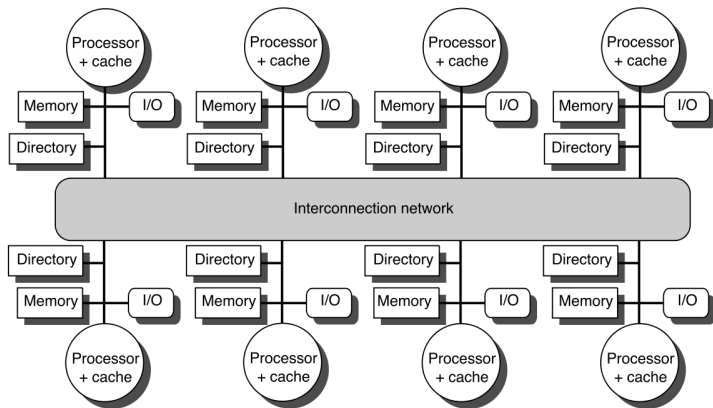 Processor
+ cache
Processor
+ cache
Processor
+ cache
Processor
+ cache
Memory
I/O
Memory
I/O
Memory
I/O
Memory
I/O
Directory
Directory
Directory
Directory
Interconnection network
Directory
Directory
Directory
Directory
Memory
I/O
Memory
I/O
Memory
I/O
Memory
I/O
Processor
+ cache
Processor
+ cache
Processor
+ cache
Processor
+ cache